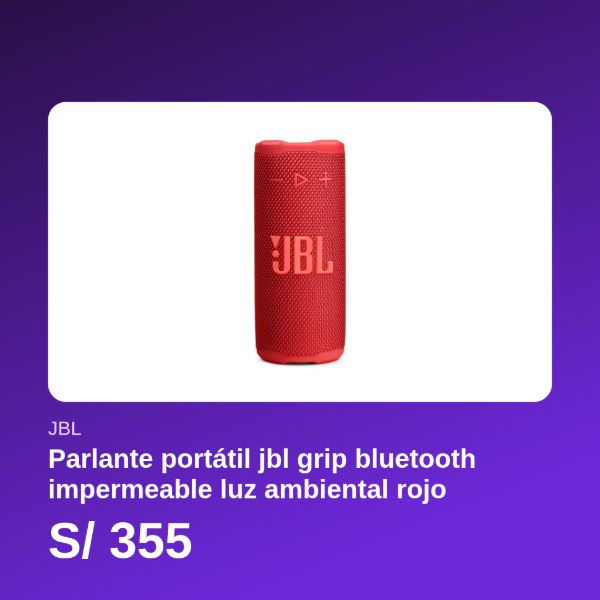 JBL
JBL
Parlante portátil jbl grip bluetooth
impermeable luz ambiental rojo
S/ 355